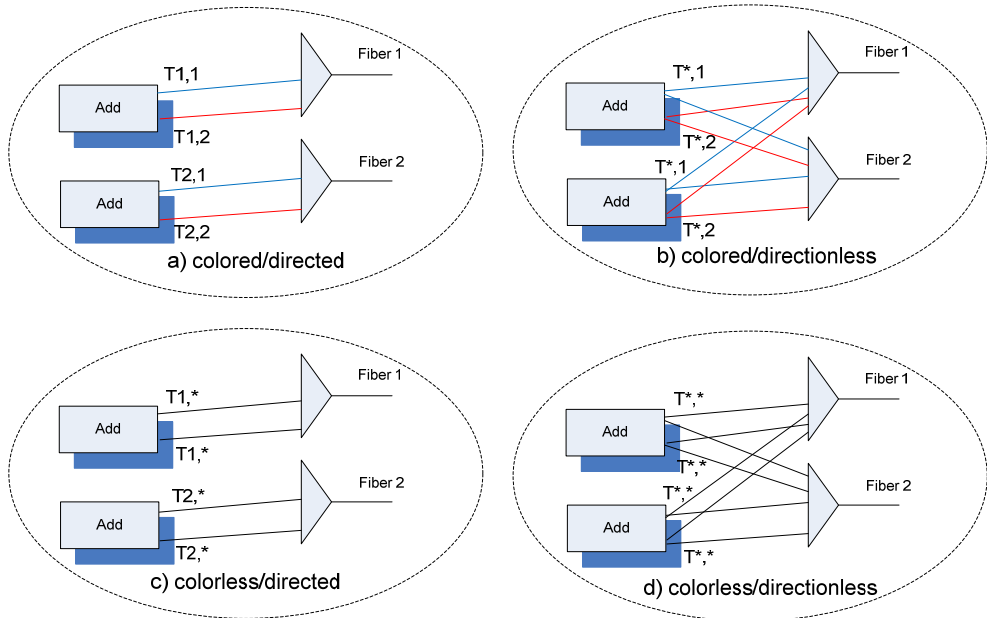 Fiber 1
T1,1
Add
T1,2
Fiber 2
T2,1
Add
T2,2
a) colored/directed
Fiber 1
T*,1
Add
T*,2
T*,1
Fiber 2
Add
T*,2
b) colored/directionless
Fiber 1
T1,*
Add
T1,*
Fiber 2
T2,*
Add
T2,*
c) colorless/directed
Fiber 1
T*,*
Add
T*,*
T*,*
Fiber 2
Add
T*,*
d) colorless/directionless